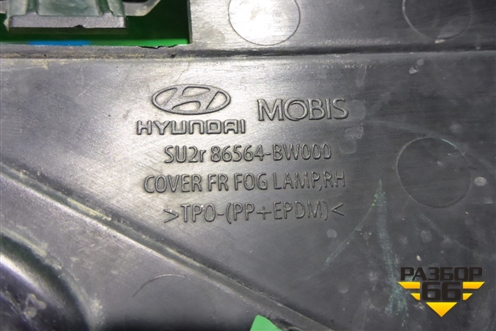 HYUNDAI MOBIS
SU2r 86564-BW000
COVER FR FOG LAMP,RH
>TPO-(PP+EPDM)<
РАЗБОР
66